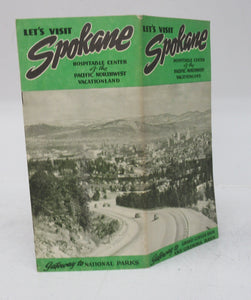 LET'S VISIT
Spokane
HOSPITABLE CENTER
of the
PACIFIC NORTHWEST
VACATIONLAND
Gateway to NATIONAL PARKS
LET'S VISIT
Spokane
HOSPITABLE CENTER
of the
PACIFIC NORTHWEST
VACATIONLAND
Gateway to